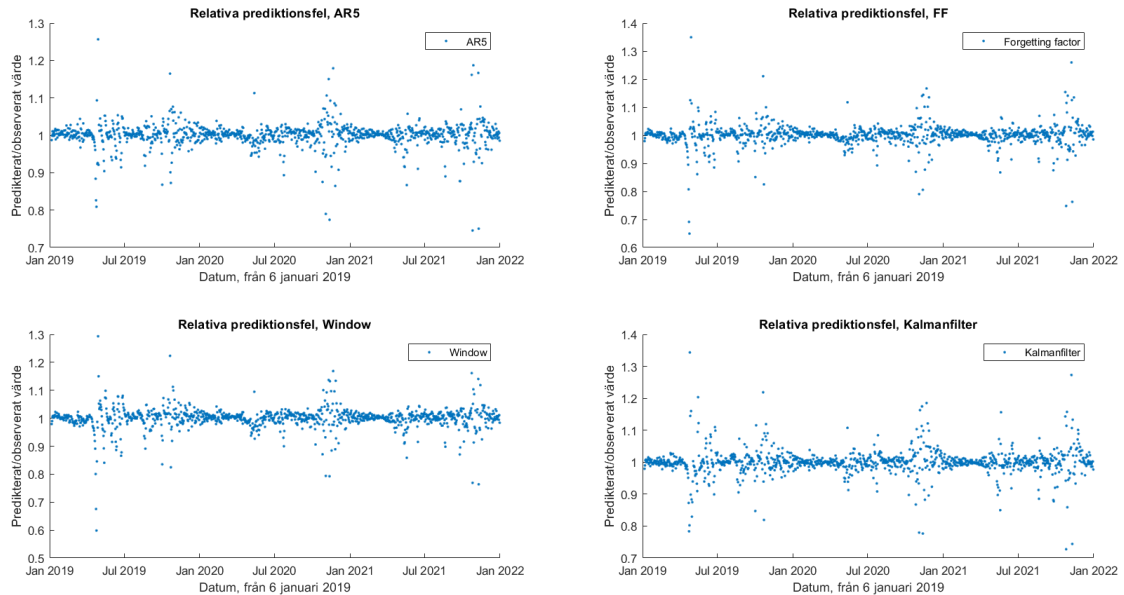 Relativa prediktionsfel, AR5
AR5
Predikterat/observerat värde
1.3
1.2
1.1
1
0.9
0.8
0.7
Jan 2019 Jul 2019 Jan 2020 Jul 2020 Jan 2021 Jul 2021 Jan 2022
Datum, från 6 januari 2019
Relativa prediktionsfel, FF
Forgetting factor
Predikterat/observerat värde
1.4
1.3
1.2
1.1
1
0.9
0.8
0.7
0.6
Jan 2019 Jul 2019 Jan 2020 Jul 2020 Jan 2021 Jul 2021 Jan 2022
Datum, från 6 januari 2019
Relativa prediktionsfel, Window
Window
Predikterat/observerat värde
1.3
1.2
1.1
1
0.9
0.8
0.7
0.6
0.5
Jan 2019 Jul 2019 Jan 2020 Jul 2020 Jan 2021 Jul 2021 Jan 2022
Datum, från 6 januari 2019
Relativa prediktionsfel, Kalmanfilter
Kalmanfilter
Predikterat/observerat värde
1.4
1.3
1.2
1.1
1
0.9
0.8
0.7
Jan 2019 Jul 2019 Jan 2020 Jul 2020 Jan 2021 Jul 2021 Jan 2022
Datum, från 6 januari 2019